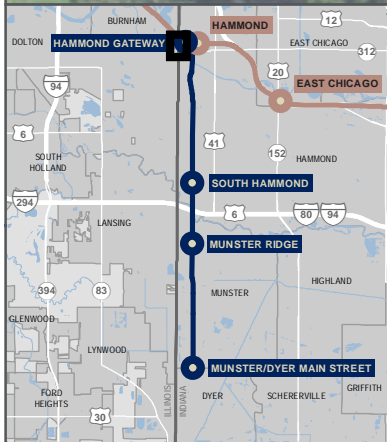 BURNHAM
HAMMOND
12
DOLTON
HAMMOND GATEWAY
EAST CHICAGO
312
20
EAST CHICAGO
94
6
41
152
SOUTH
HOLLAND
HAMMOND
SOUTH HAMMOND
294
6
80
94
LANSING
MUNSTER RIDGE
HIGHLAND
394
83
MUNSTER
GLENWOOD
LYNWOOD
MUNSTER/DYER MAIN STREET
ILLINOIS
INDIANA
GRIFFITH
FORD
HEIGHTS
DYER
SCHERERVILLE
30